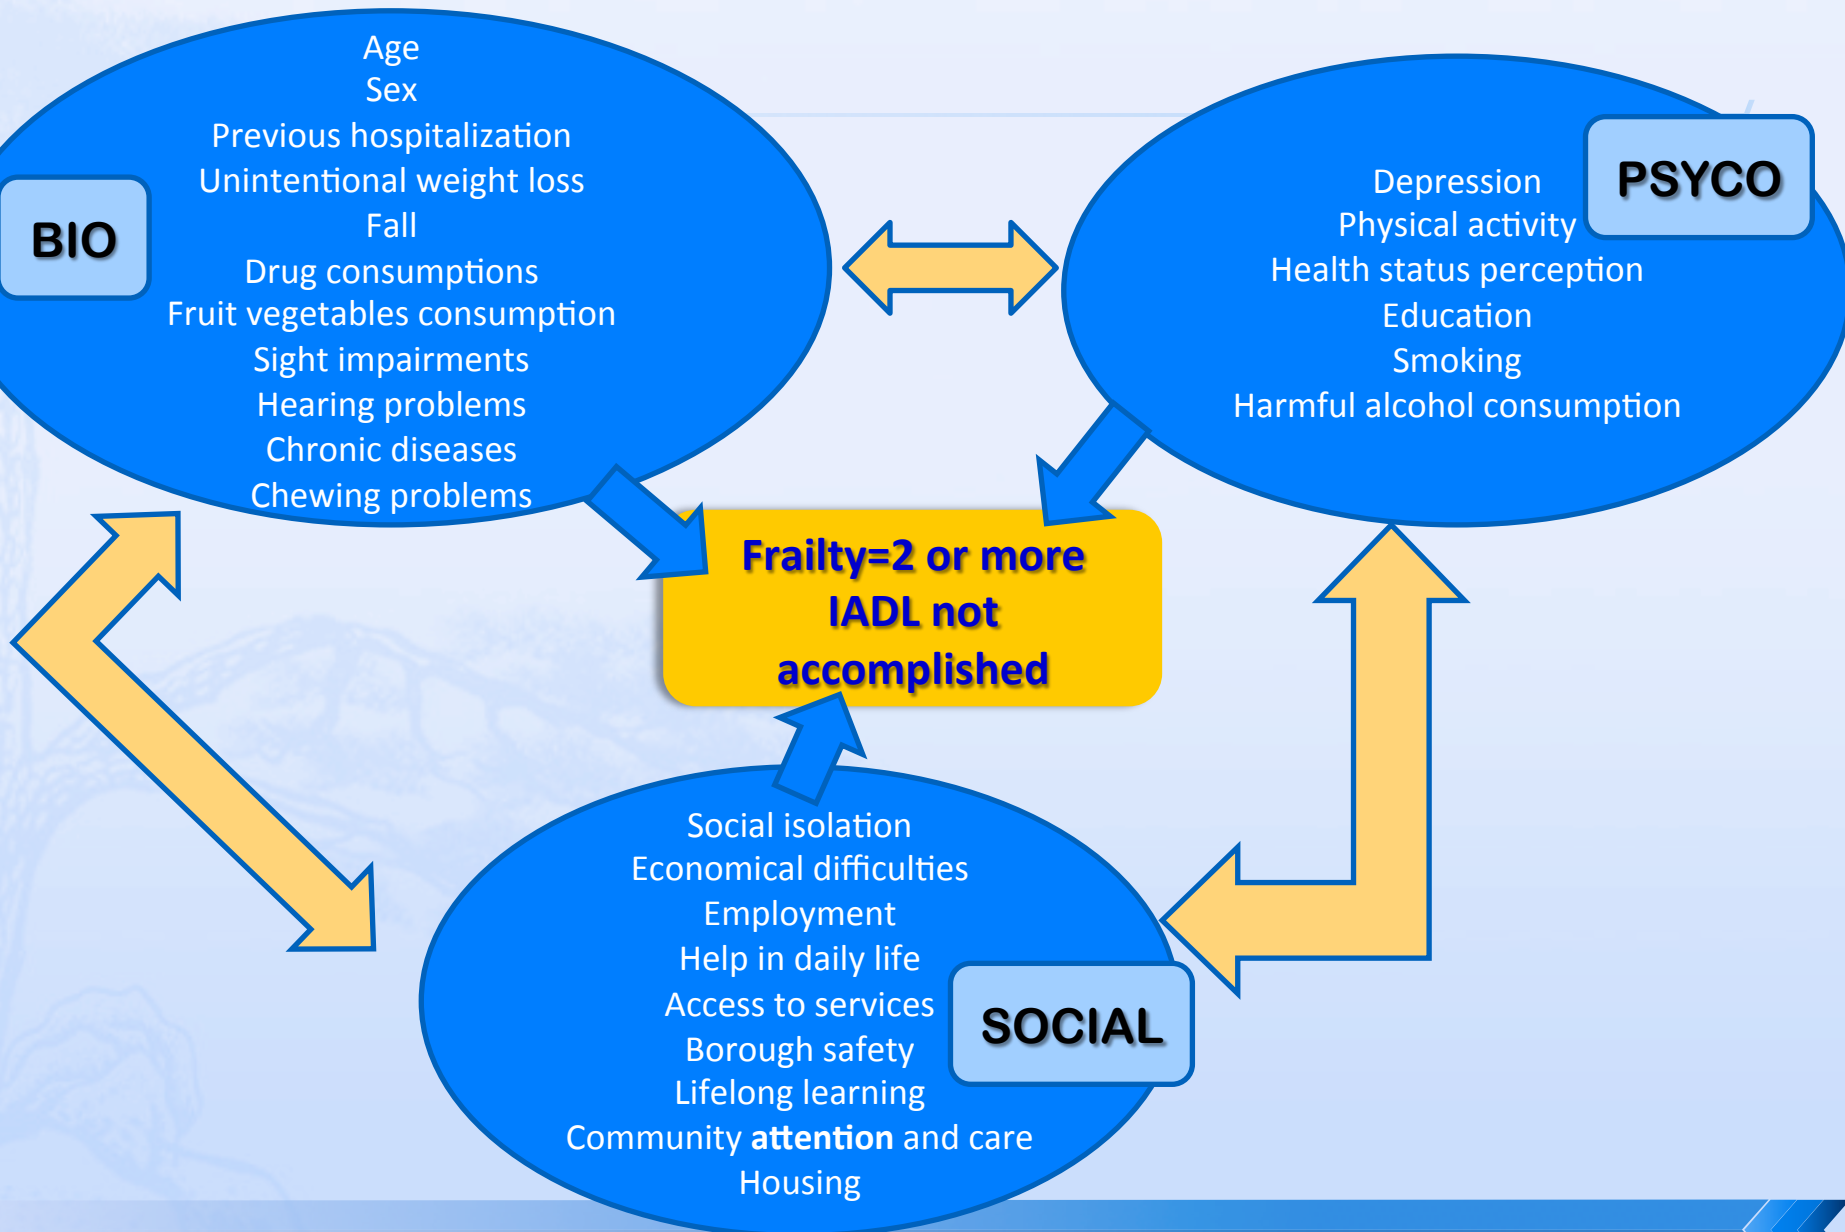 Age
Sex
Previous hospitalization
Unintentional weight loss
Fall
Drug consumptions
Fruit vegetables consumption
Sight impairments
Hearing problems
Chronic diseases
Chewing problems
BIO
PSYCO
Depression
Physical activity
Health status perception
Education
Smoking
Harmful alcohol consumption
Frailty=2 or more
IADL not
accomplished
Social isolation
Economical difficulties
Employment
Help in daily life
Access to services
Borough safety
Lifelong learning
Community attention and care
Housing
SOCIAL